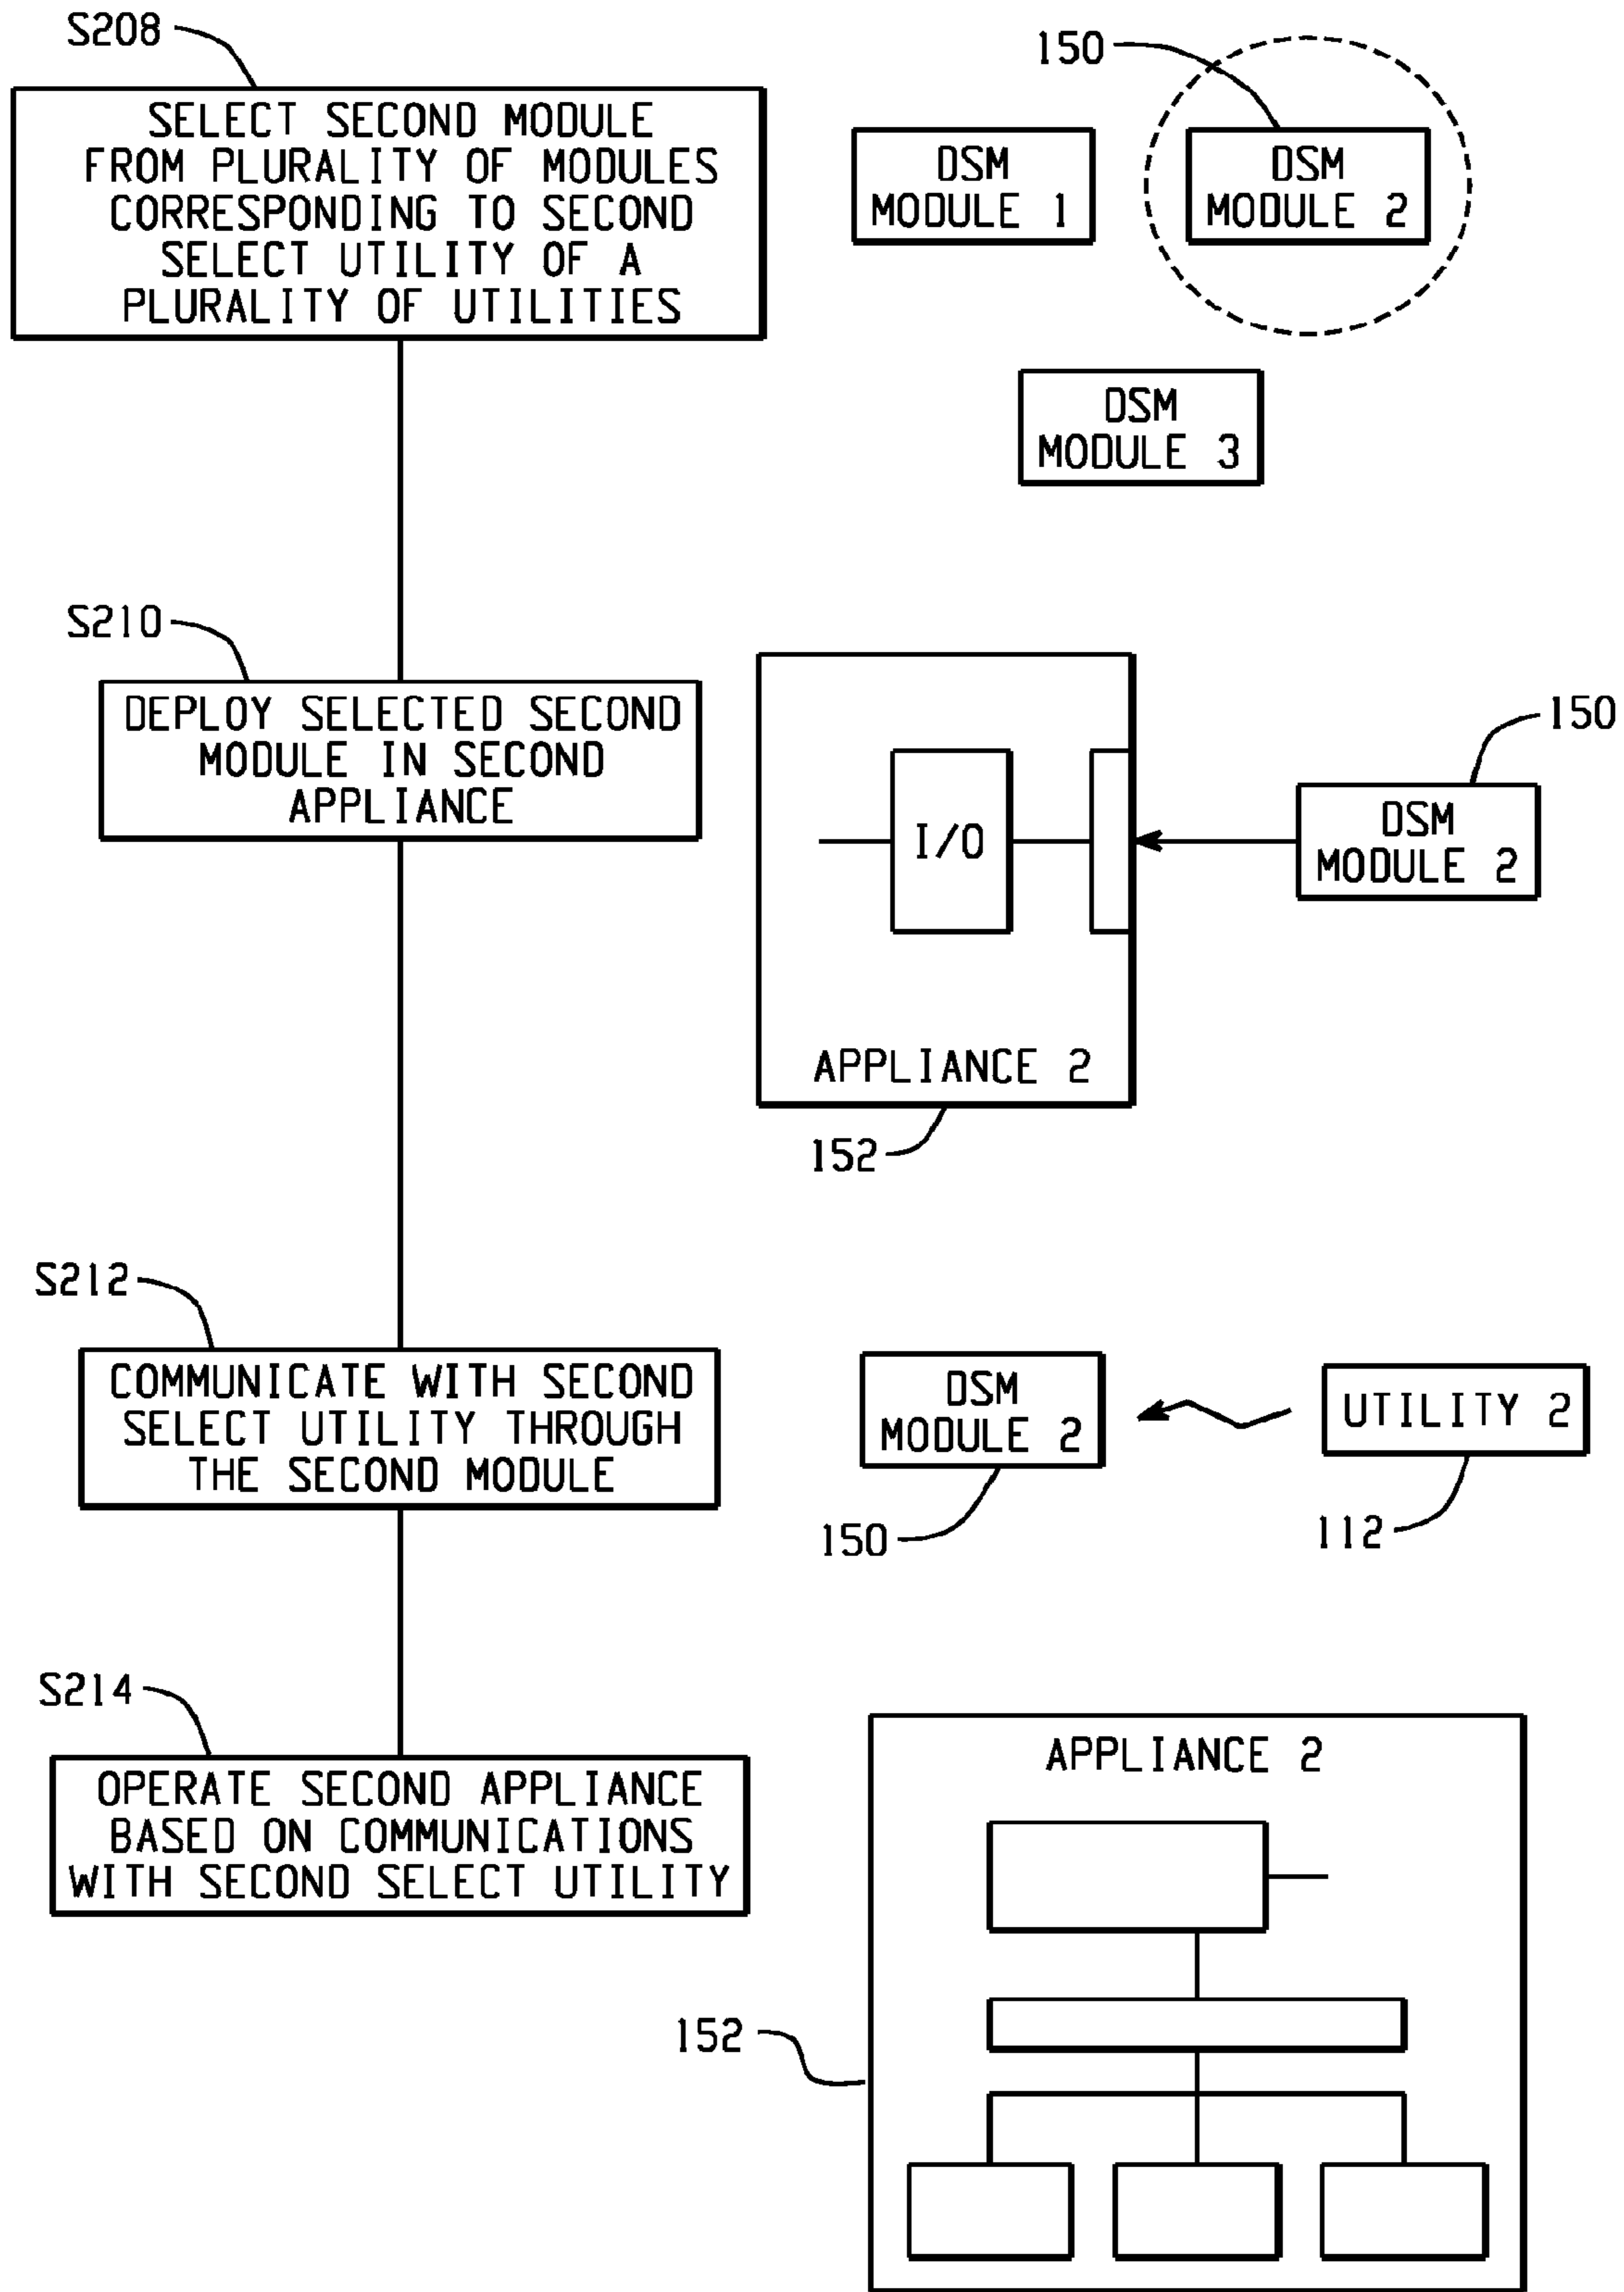 S208
SELECT SECOND MODULE
FROM PLURALITY OF MODULES
CORRESPONDING TO SECOND
SELECT UTILITY OF A
PLURALITY OF UTILITIES
150
DSM
MODULE 1
DSM
MODULE 2
DSM
MODULE 3
S210
DEPLOY SELECTED SECOND
MODULE IN SECOND
APPLIANCE
I/O
APPLIANCE 2
152
150
DSM
MODULE 2
S212
COMMUNICATE WITH SECOND
SELECT UTILITY THROUGH
THE SECOND MODULE
DSM
MODULE 2
150
UTILITY 2
112
S214
OPERATE SECOND APPLIANCE
BASED ON COMMUNICATIONS
WITH SECOND SELECT UTILITY
APPLIANCE 2
152